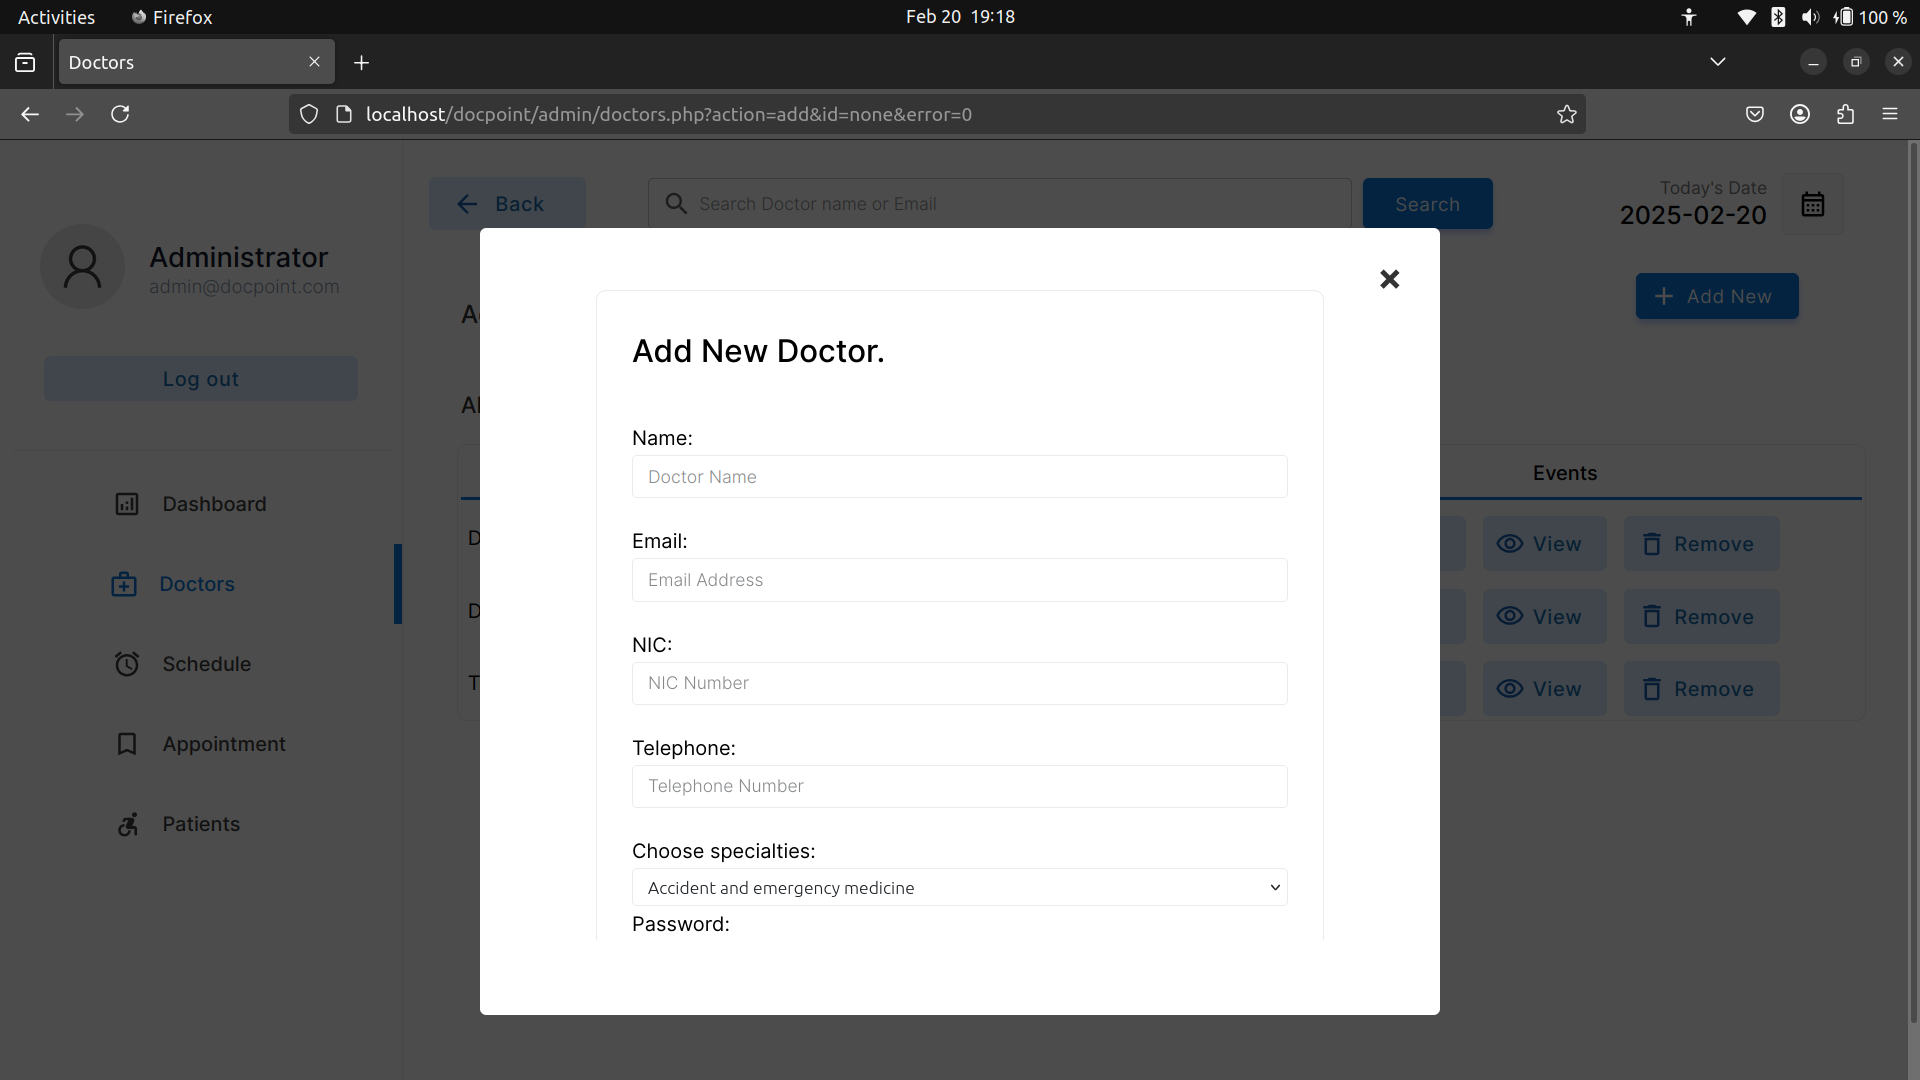 Activities Firefox Feb 20 19:18 100 %
Doctors
localhost/docpoint/admin/doctors.php?action=add&id=none&error=0
Administrator
admin@docpoint.com
Log out
Dashboard
Doctors
Schedule
Appointment
Patients
Back Search Doctor name or Email Search
Today's Date
2025-02-20
Add New
Events
View Remove
View Remove
View Remove
Add New Doctor.
Name:
Doctor Name
Email:
Email Address
NIC:
NIC Number
Telephone:
Telephone Number
Choose specialties:
Accident and emergency medicine
Password: